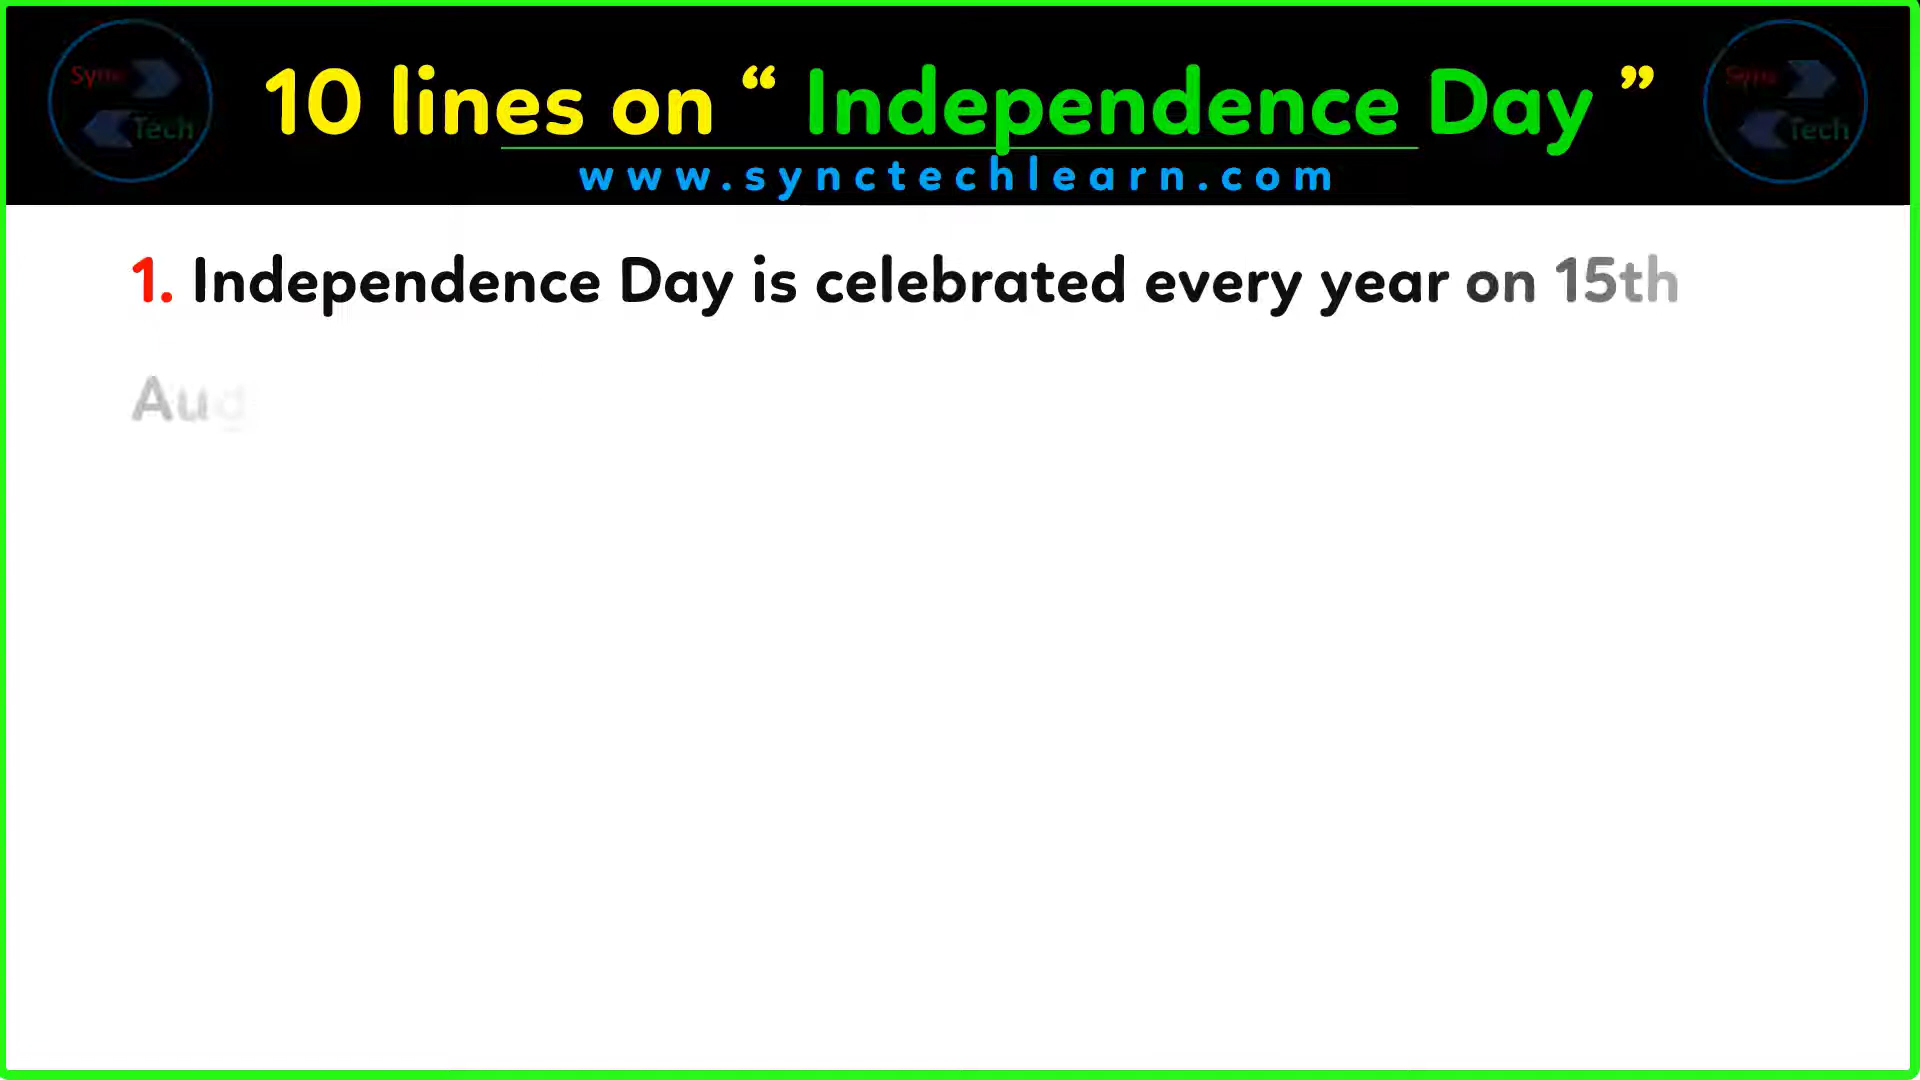 Sync
Tech
10 lines on “ Independence Day ”
www.synctechlearn.com
Sync
Tech
1. Independence Day is celebrated every year on 15th
Aug